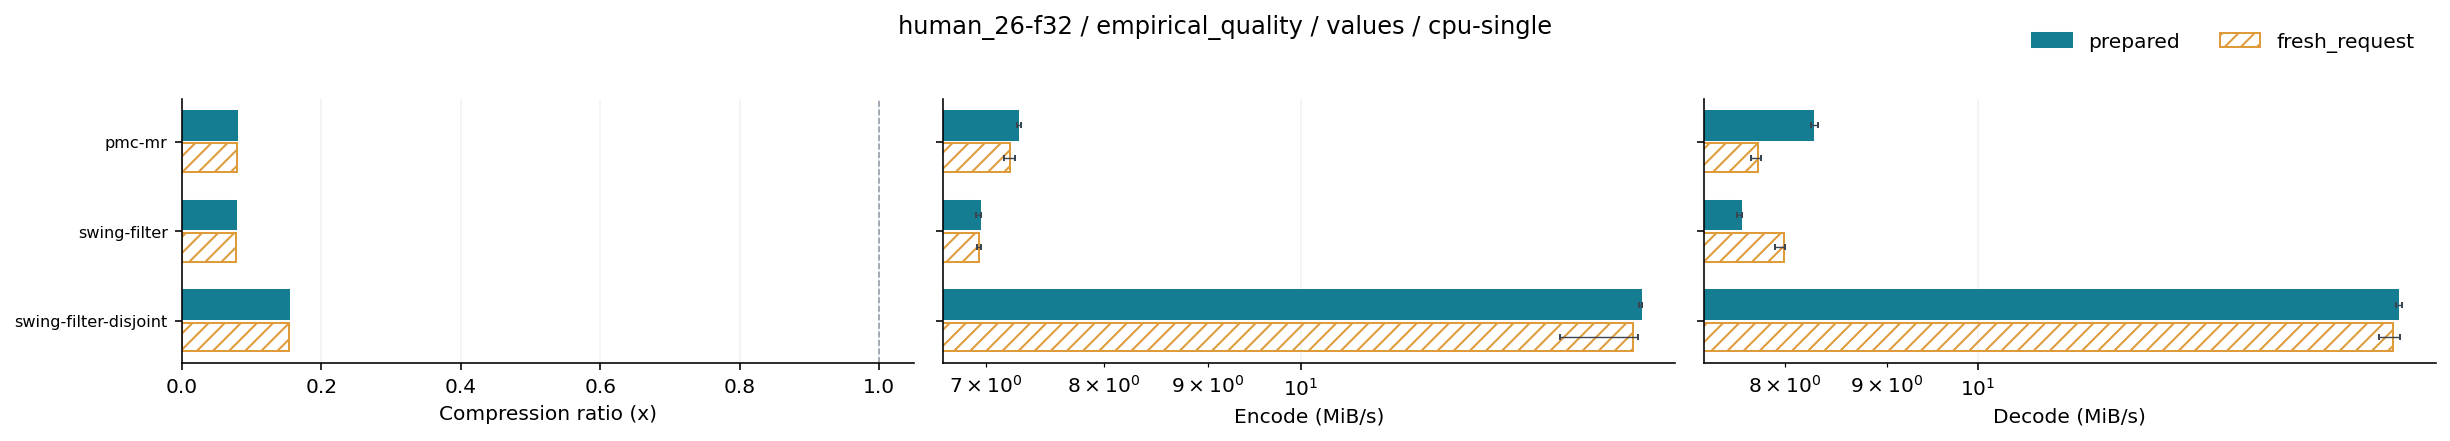 human_26-f32 / empirical_quality / values / cpu-single
prepared
fresh_request
pmc-mr
swing-filter
swing-filter-disjoint
0.0 0.2 0.4 0.6 0.8 1.0
Compression ratio (x)
7 × 10⁰ 8 × 10⁰ 9 × 10⁰ 10¹
Encode (MiB/s)
8 × 10⁰ 9 × 10⁰ 10¹
Decode (MiB/s)